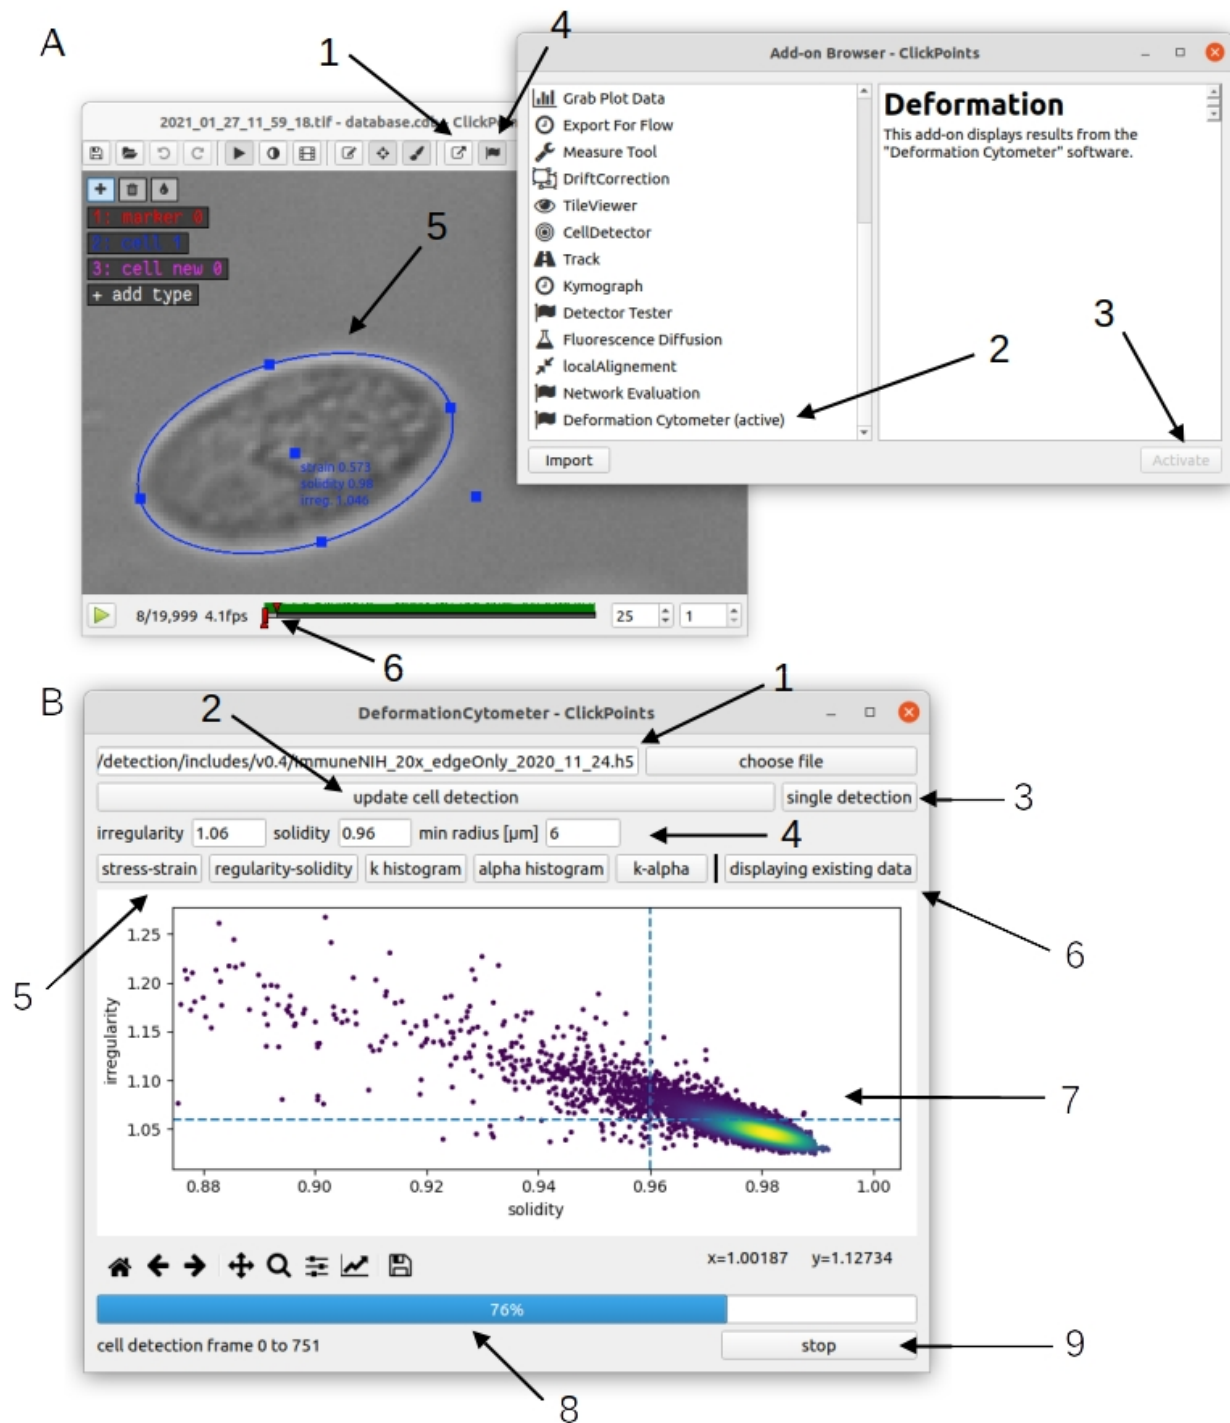 A
1
4
Add-on Browser - ClickPoints
2021_01_27_11_59_18.tif - database.cdb - ClickPoin
Grab Plot Data
Export For Flow
Measure Tool
DriftCorrection
TileViewer
CellDetector
Track
Kymograph
Detector Tester
Fluorescence Diffusion
localAlignement
Network Evaluation
Deformation Cytometer (active)
Import
Deformation
This add-on displays results from the
"Deformation Cytometer" software.
3
2
Activate
1: marker 0
2: cell 1
3: cell new 0
+ add type
5
strain 0.573
solidity 0.98
irreg. 1.046
8/19,999 4.1fps
25
1
6
B
2
1
DeformationCytometer - ClickPoints
/detection/includes/v0.4/immuneNIH_20x_edgeOnly_2020_11_24.h5
choose file
update cell detection
single detection
3
irregularity 1.06 solidity 0.96 min radius [µm] 6
4
stress-strain regularity-solidity k histogram alpha histogram k-alpha displaying existing data
5
6
1.25
1.20
1.15
1.10
1.05
irregularity
7
0.88 0.90 0.92 0.94 0.96 0.98 1.00
solidity
x=1.00187 y=1.12734
76%
cell detection frame 0 to 751
stop
9
8